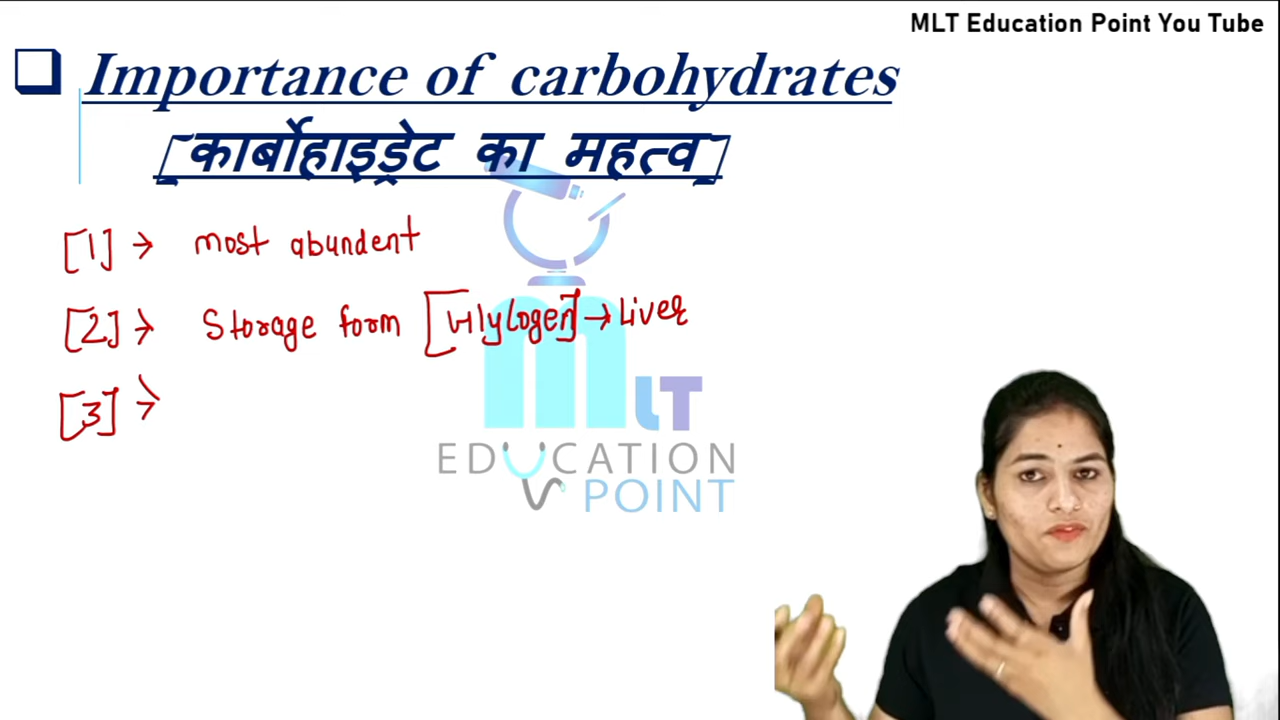 MLT Education Point You Tube
Importance of carbohydrates
[कार्बोहाइड्रेट का महत्व]
[1] → most abundent
[2] → Storage form [Glycogen] → Liver
[3] →
mLT
EDUCATION
POINT